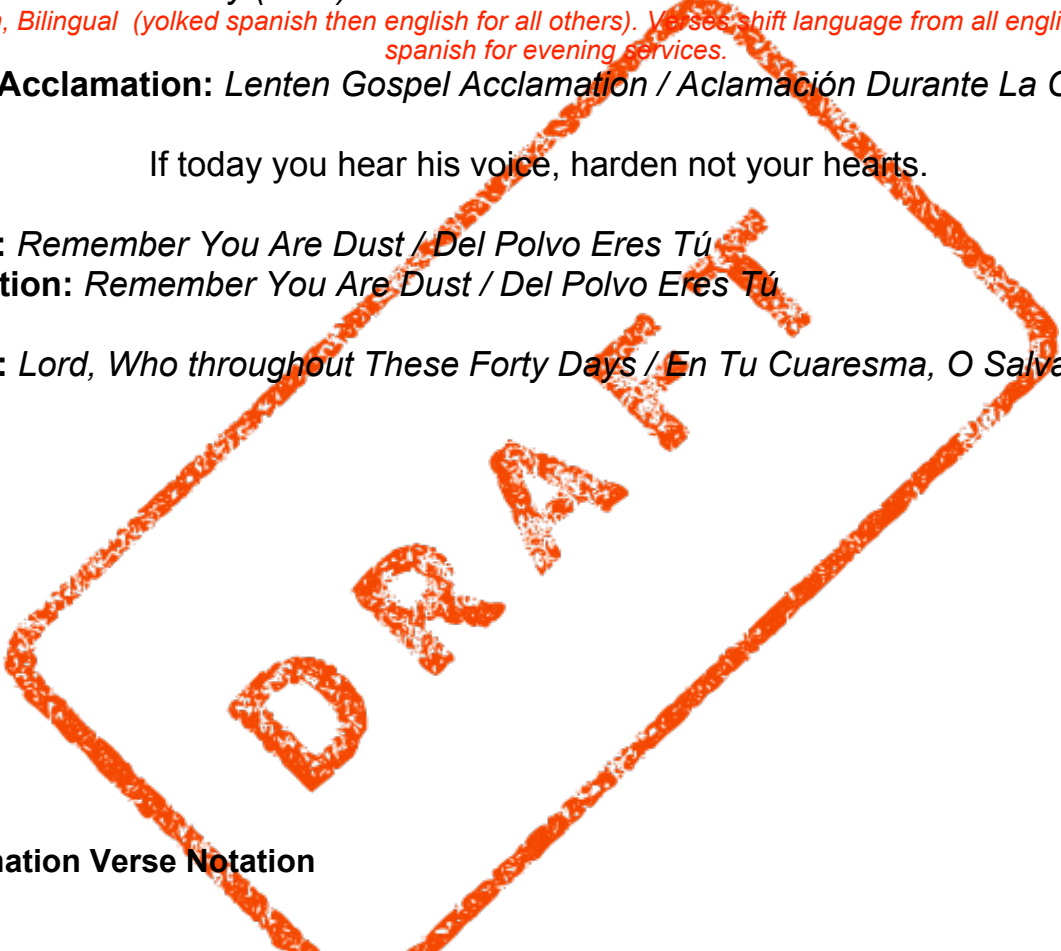 , Bilingual (yolked spanish then english for all others). Verses shift language from all engli
spanish for evening services.
Acclamation: Lenten Gospel Acclamation / Aclamación Durante La
If today you hear his voice, harden not your hearts.
: Remember You Are Dust / Del Polvo Eres Tú
tion: Remember You Are Dust / Del Polvo Eres Tú
: Lord, Who throughout These Forty Days / En Tu Cuaresma, O Salva
DRAFT
ation Verse Notation